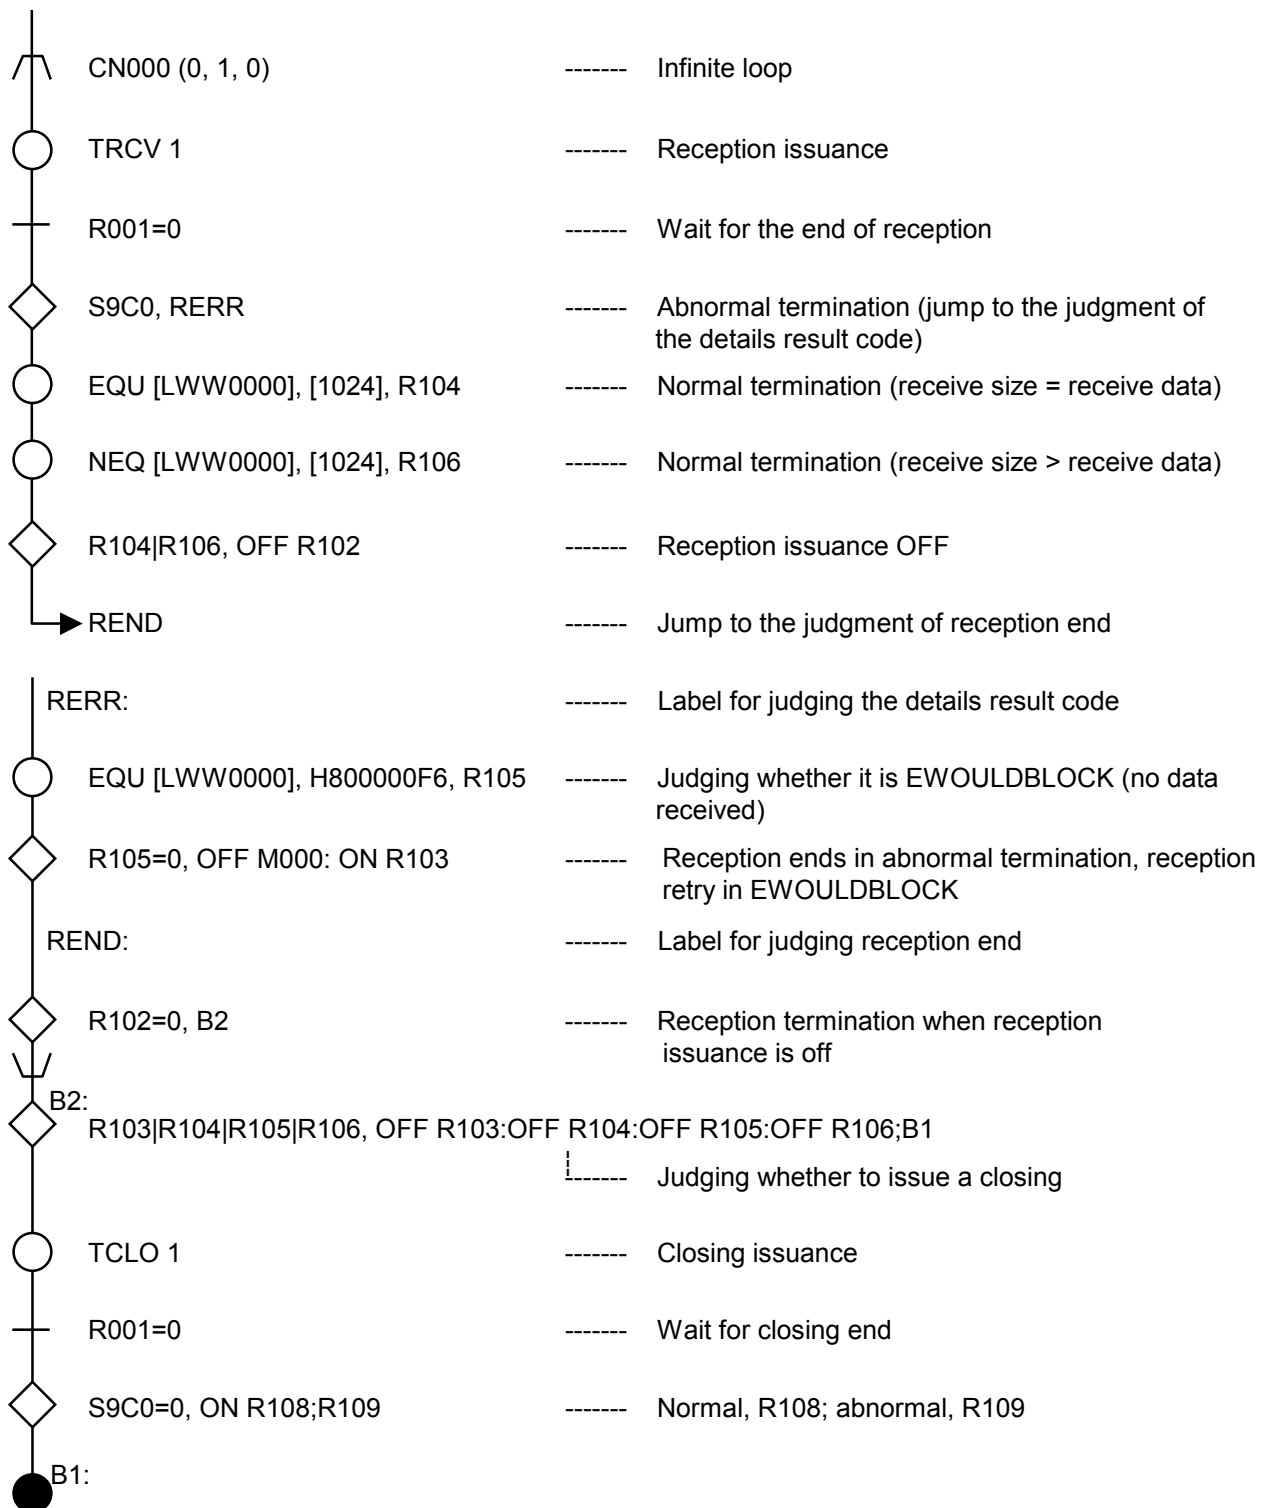 CN000 (0, 1, 0) ------- Infinite loop
TRCV 1 ------- Reception issuance
R001=0 ------- Wait for the end of reception
S9C0, RERR ------- Abnormal termination (jump to the judgment of
the details result code)
EQU [LWW0000], [1024], R104 ------- Normal termination (receive size = receive data)
NEQ [LWW0000], [1024], R106 ------- Normal termination (receive size > receive data)
R104|R106, OFF R102 ------- Reception issuance OFF
REND ------- Jump to the judgment of reception end
RERR: ------- Label for judging the details result code
EQU [LWW0000], H800000F6, R105 ------- Judging whether it is EWOULDBLOCK (no data
received)
R105=0, OFF M000: ON R103 ------- Reception ends in abnormal termination, reception
retry in EWOULDBLOCK
REND: ------- Label for judging reception end
R102=0, B2 ------- Reception termination when reception
issuance is off
B2:
R103|R104|R105|R106, OFF R103:OFF R104:OFF R105:OFF R106;B1
------- Judging whether to issue a closing
TCLO 1 ------- Closing issuance
R001=0 ------- Wait for closing end
S9C0=0, ON R108;R109 ------- Normal, R108; abnormal, R109
B1: